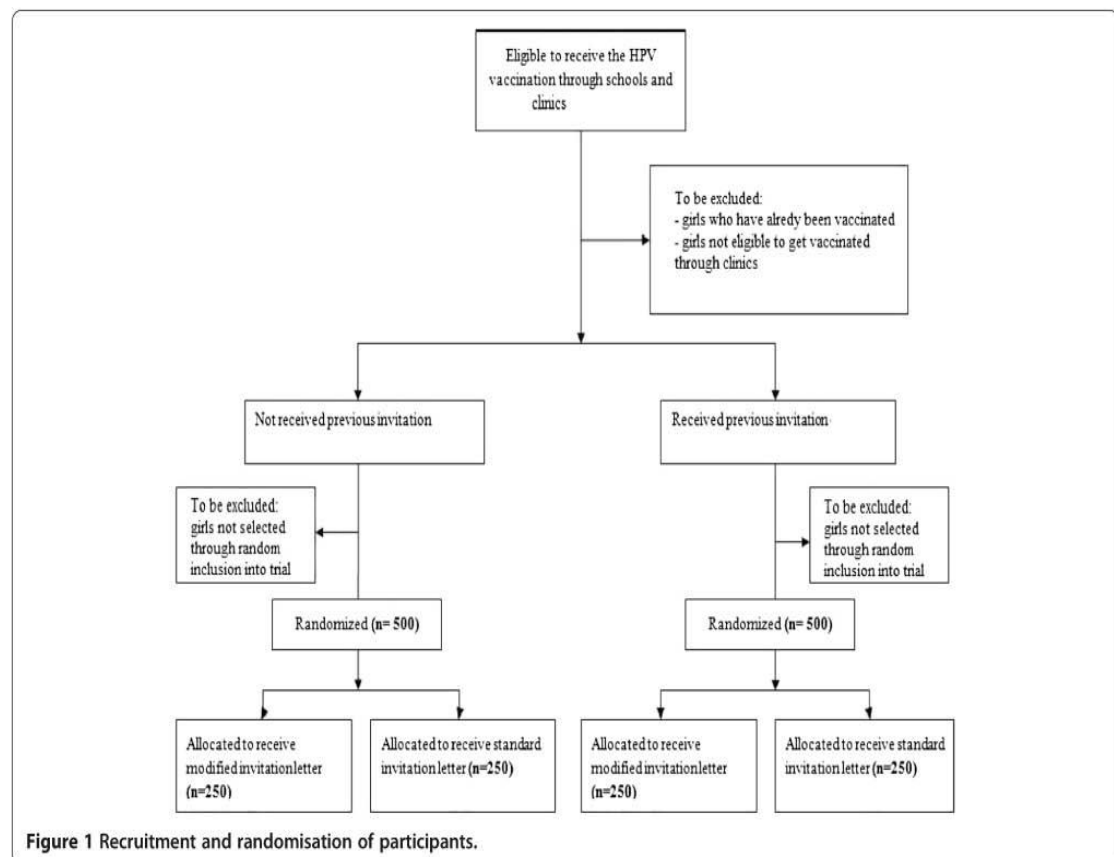 Eligible to receive the HPV
vaccination through schools and
clinics
To be excluded:
- girls who have alredy been vaccinated
- girls not eligible to get vaccinated
through clinics
Not received previous invitation
Received previous invitation
To be excluded:
girls not selected
through random
inclusion into trial
To be excluded:
girls not selected
through random
inclusion into trial
Randomized (n= 500)
Randomized (n= 500)
Allocated to receive
modified invitation letter
(n=250)
Allocated to receive standard
invitation letter (n=250)
Allocated to receive
modified invitation letter
(n=250)
Allocated to receive standard
invitation letter (n=250)
Figure 1 Recruitment and randomisation of participants.